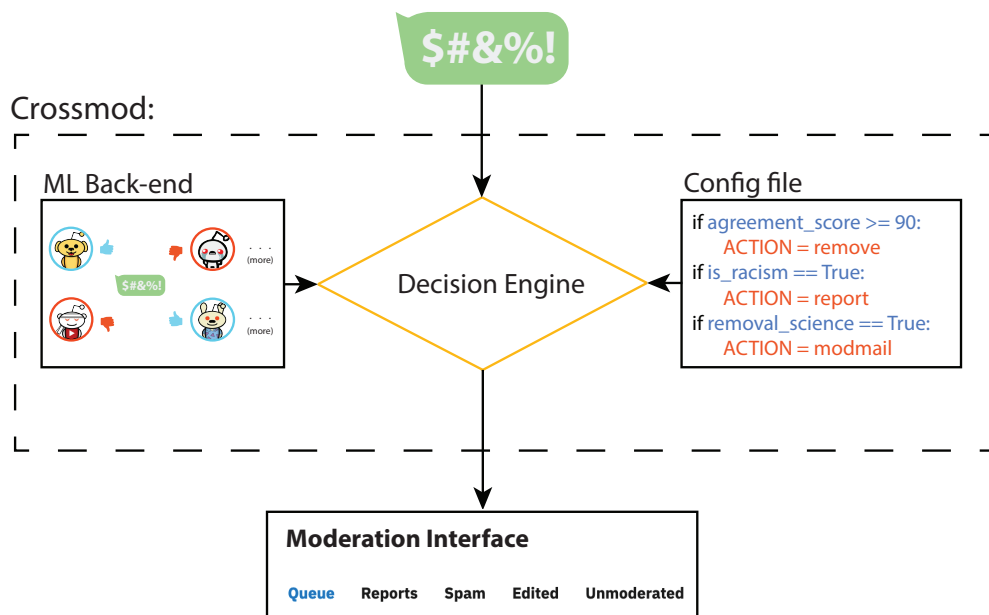 $#&%!
Crossmod:
ML Back-end
. . .
(more)
$#&%!
. . .
(more)
Decision Engine
Config file
if agreement_score >= 90:
ACTION = remove
if is_racism == True:
ACTION = report
if removal_science == True:
ACTION = modmail
Moderation Interface
Queue Reports Spam Edited Unmoderated